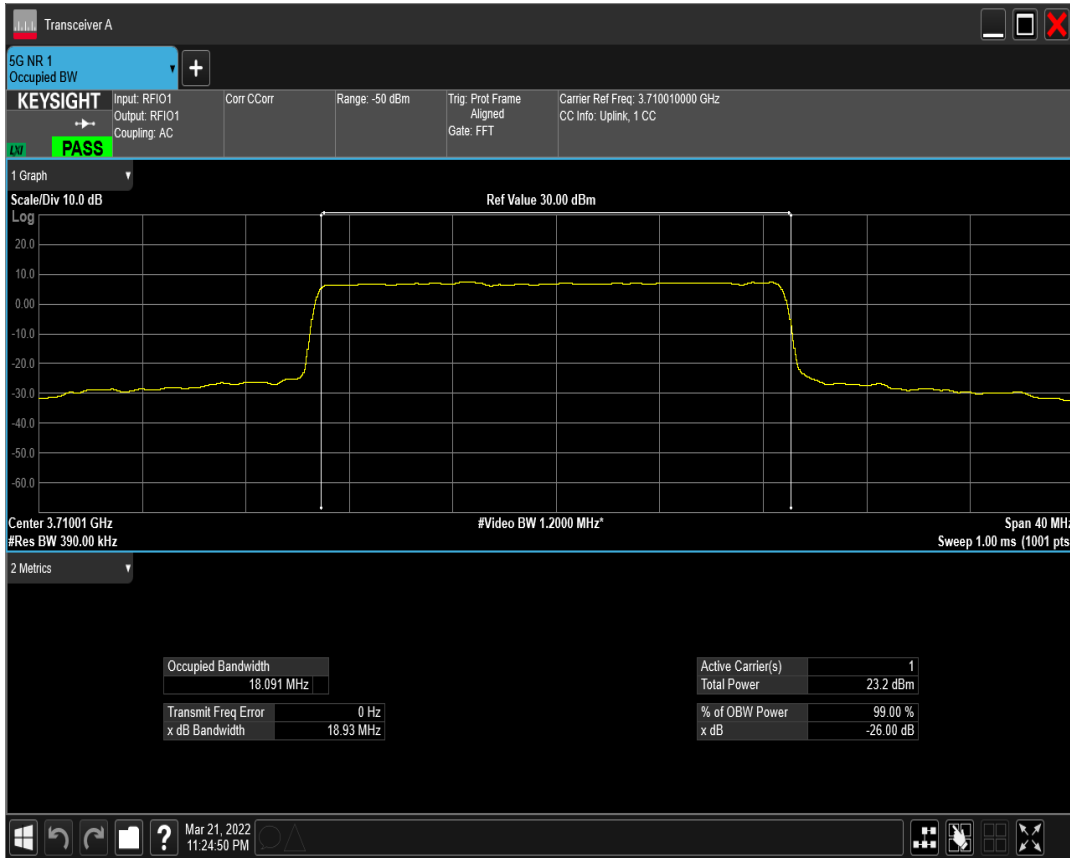 Transceiver A
5G NR 1
Occupied BW
KEYSIGHT
LXI
PASS
Input: RFIO1
Output: RFIO1
Coupling: AC
Corr CCorr
Range: -50 dBm
Trig: Prot Frame
Aligned
Gate: FFT
Carrier Ref Freq: 3.710010000 GHz
CC Info: Uplink, 1 CC
1 Graph
Scale/Div 10.0 dB
Ref Value 30.00 dBm
Log
20.0
10.0
0.00
-10.0
-20.0
-30.0
-40.0
-50.0
-60.0
Center 3.71001 GHz
#Video BW 1.2000 MHz*
Span 40 MHz
#Res BW 390.00 kHz
Sweep 1.00 ms (1001 pts
2 Metrics
Occupied Bandwidth
18.091 MHz
Transmit Freq Error 0 Hz
x dB Bandwidth 18.93 MHz
Active Carrier(s) 1
Total Power 23.2 dBm
% of OBW Power 99.00 %
x dB -26.00 dB
Mar 21, 2022
11:24:50 PM